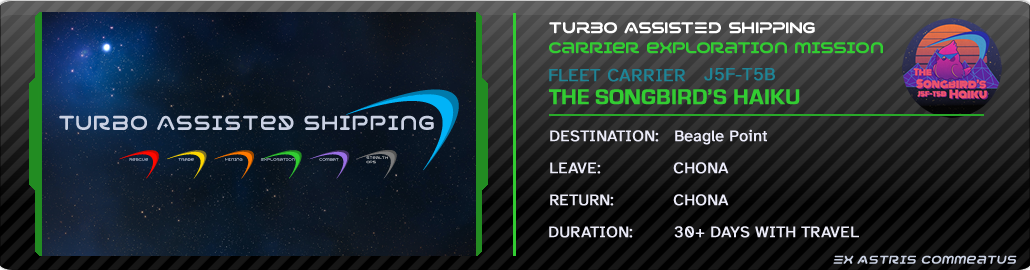 TURBO ASSISTED SHIPPING
RESCUE
TRADE
MINING
EXPLORATION
COMBAT
STEALTH OPS
TURBO ASSISTED SHIPPING
CARRIER EXPLORATION MISSION
FLEET CARRIER J5F-T5B
THE SONGBIRD'S HAIKU
THE
SONGBIRD'S
J5F-T5B HAIKU
DESTINATION: Beagle Point
LEAVE: CHONA
RETURN: CHONA
DURATION: 30+ DAYS WITH TRAVEL
EX ASTRIS COMMEATUS